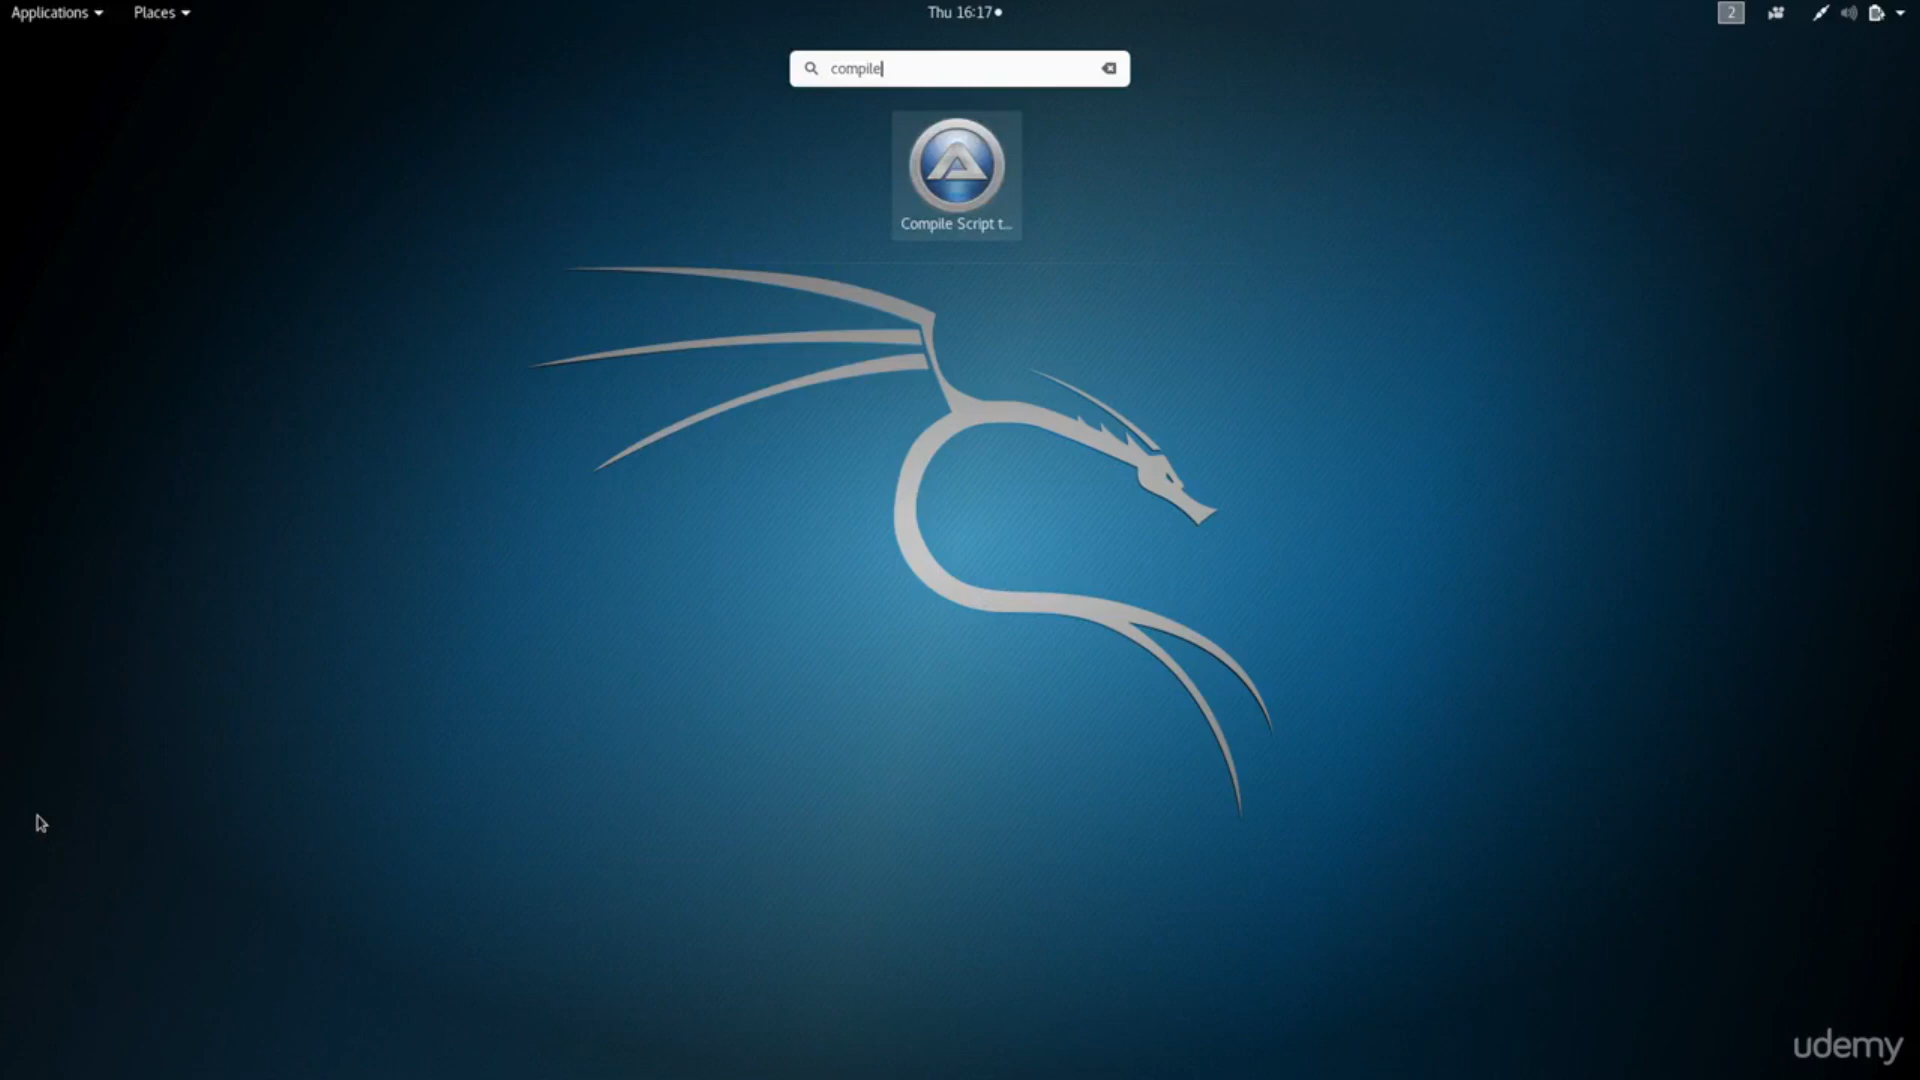 Applications Places Thu 16:17 2
compile
Compile Script t...
udemy